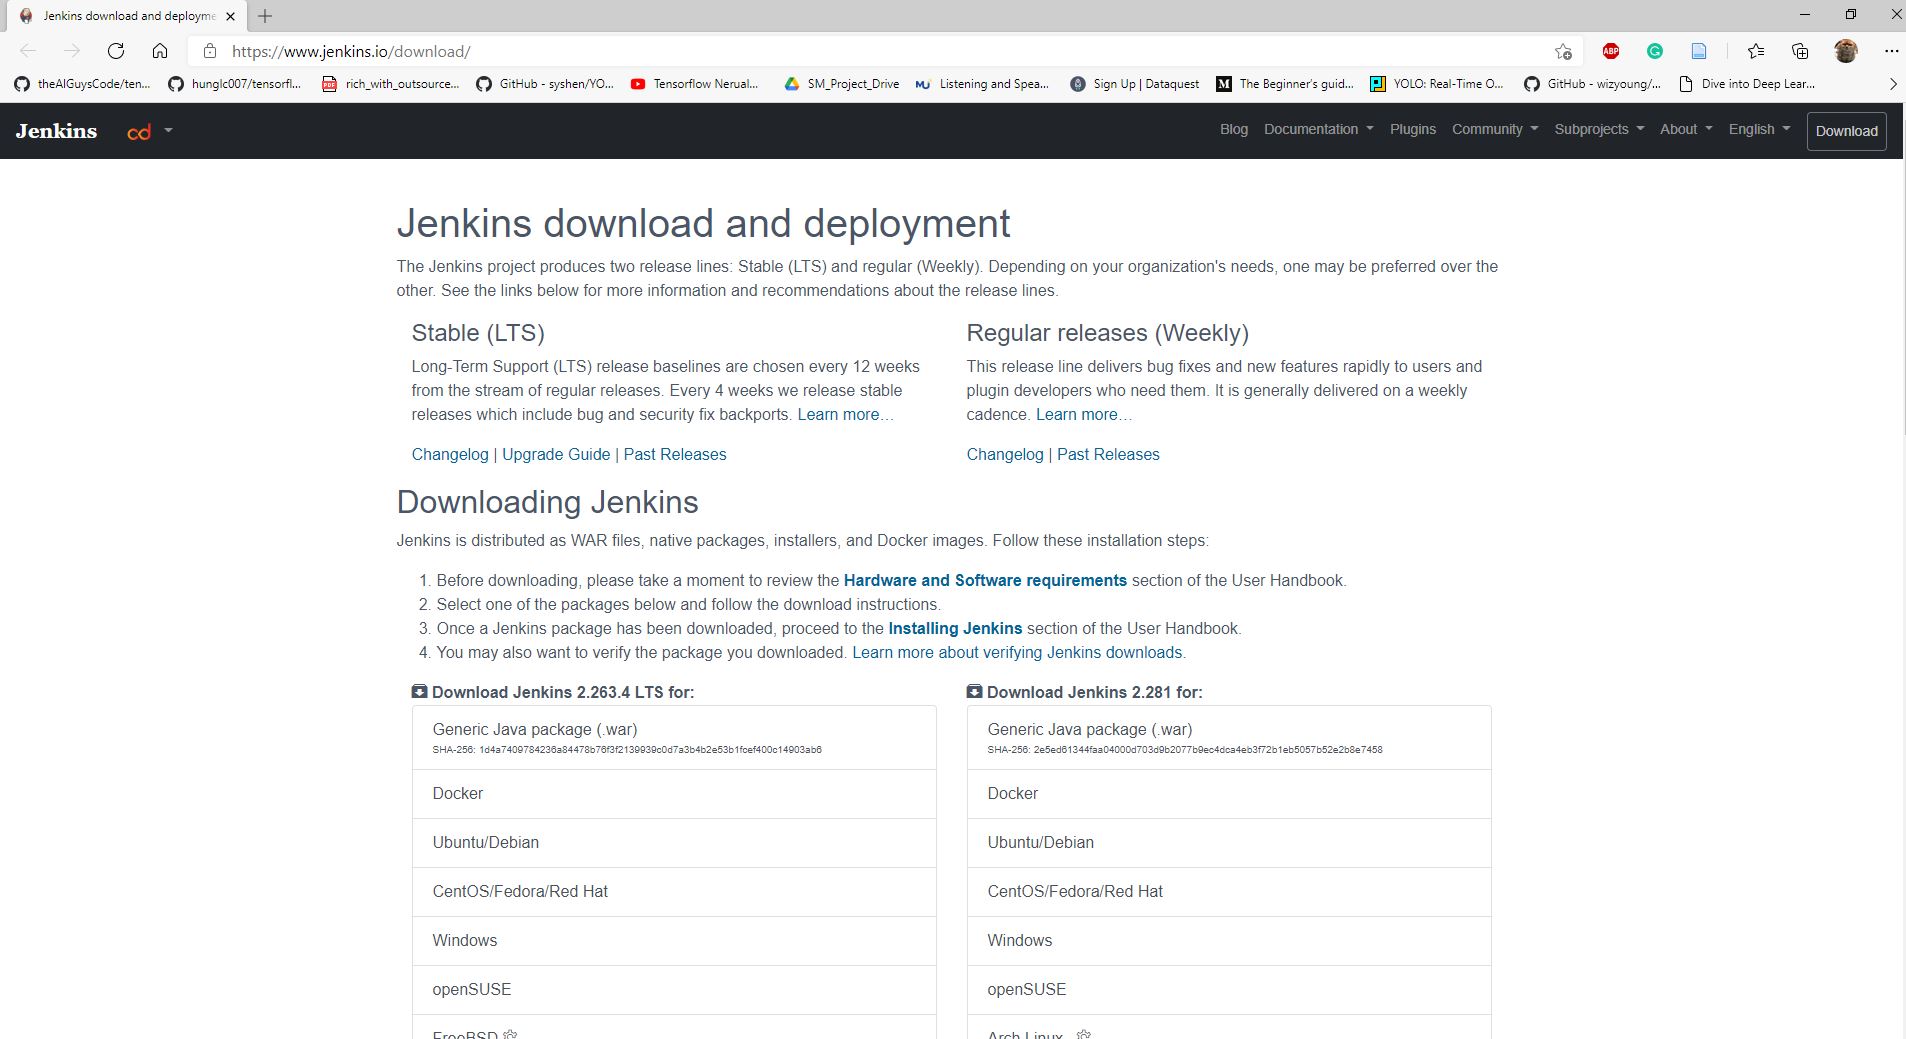 Jenkins download and deployme
https://www.jenkins.io/download/
ABP
theAIGuysCode/ten...
hunglc007/tensorfl...
PDF
rich_with_outsource...
GitHub - syshen/YO...
Tensorflow Nerual...
SM_Project_Drive
MU
Listening and Spea...
Sign Up | Dataquest
M
The Beginner's guid...
YOLO: Real-Time O...
GitHub - wizyoung/...
Dive into Deep Lear...
Jenkins
cd
Blog
Documentation
Plugins
Community
Subprojects
About
English
Download
Jenkins download and deployment
The Jenkins project produces two release lines: Stable (LTS) and regular (Weekly). Depending on your organization's needs, one may be preferred over the
other. See the links below for more information and recommendations about the release lines.
Stable (LTS)
Long-Term Support (LTS) release baselines are chosen every 12 weeks
from the stream of regular releases. Every 4 weeks we release stable
releases which include bug and security fix backports. Learn more…
Changelog | Upgrade Guide | Past Releases
Regular releases (Weekly)
This release line delivers bug fixes and new features rapidly to users and
plugin developers who need them. It is generally delivered on a weekly
cadence. Learn more…
Changelog | Past Releases
Downloading Jenkins
Jenkins is distributed as WAR files, native packages, installers, and Docker images. Follow these installation steps:
1. Before downloading, please take a moment to review the Hardware and Software requirements section of the User Handbook.
2. Select one of the packages below and follow the download instructions.
3. Once a Jenkins package has been downloaded, proceed to the Installing Jenkins section of the User Handbook.
4. You may also want to verify the package you downloaded. Learn more about verifying Jenkins downloads.
Download Jenkins 2.263.4 LTS for:
Generic Java package (.war)
SHA-256: 1d4a7409784236a84478b76f3f2139939c0d7a3b4b2e53b1fcef400c14903ab6
Docker
Ubuntu/Debian
CentOS/Fedora/Red Hat
Windows
openSUSE
FreeBSD
Download Jenkins 2.281 for:
Generic Java package (.war)
SHA-256: 2e5ed61344faa04000d703d9b2077b9ec4dca4eb3f72b1eb5057b52e2b8e7458
Docker
Ubuntu/Debian
CentOS/Fedora/Red Hat
Windows
openSUSE
Arch Linux